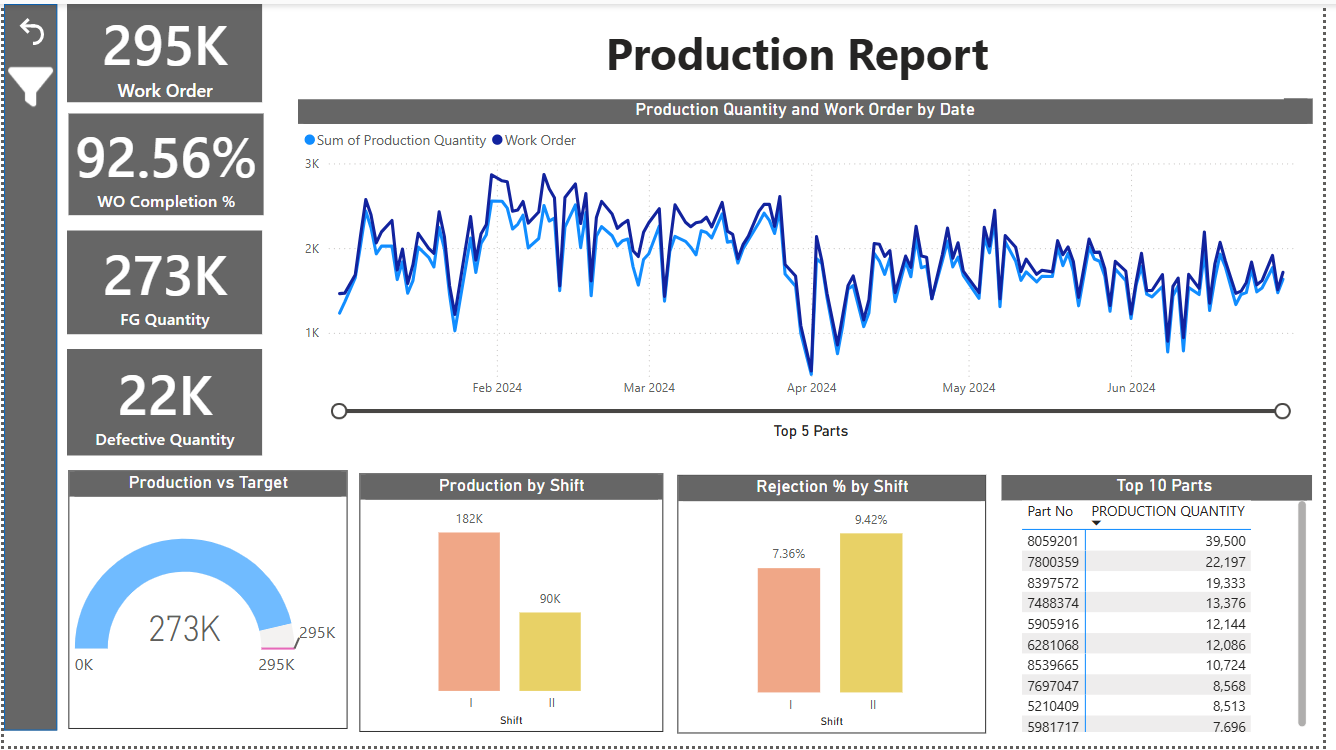 295K
Work Order
92.56%
WO Completion %
273K
FG Quantity
22K
Defective Quantity
Production Report
Production Quantity and Work Order by Date
Sum of Production Quantity Work Order
3K
2K
1K
Feb 2024 Mar 2024 Apr 2024 May 2024 Jun 2024
Top 5 Parts
Production vs Target
273K
295K
0K 295K
Production by Shift
182K
90K
I II
Shift
Rejection % by Shift
7.36%
9.42%
I II
Shift
Top 10 Parts
Part No PRODUCTION QUANTITY
8059201 39,500
7800359 22,197
8397572 19,333
7488374 13,376
5905916 12,144
6281068 12,086
8539665 10,724
7697047 8,568
5210409 8,513
5981717 7,696